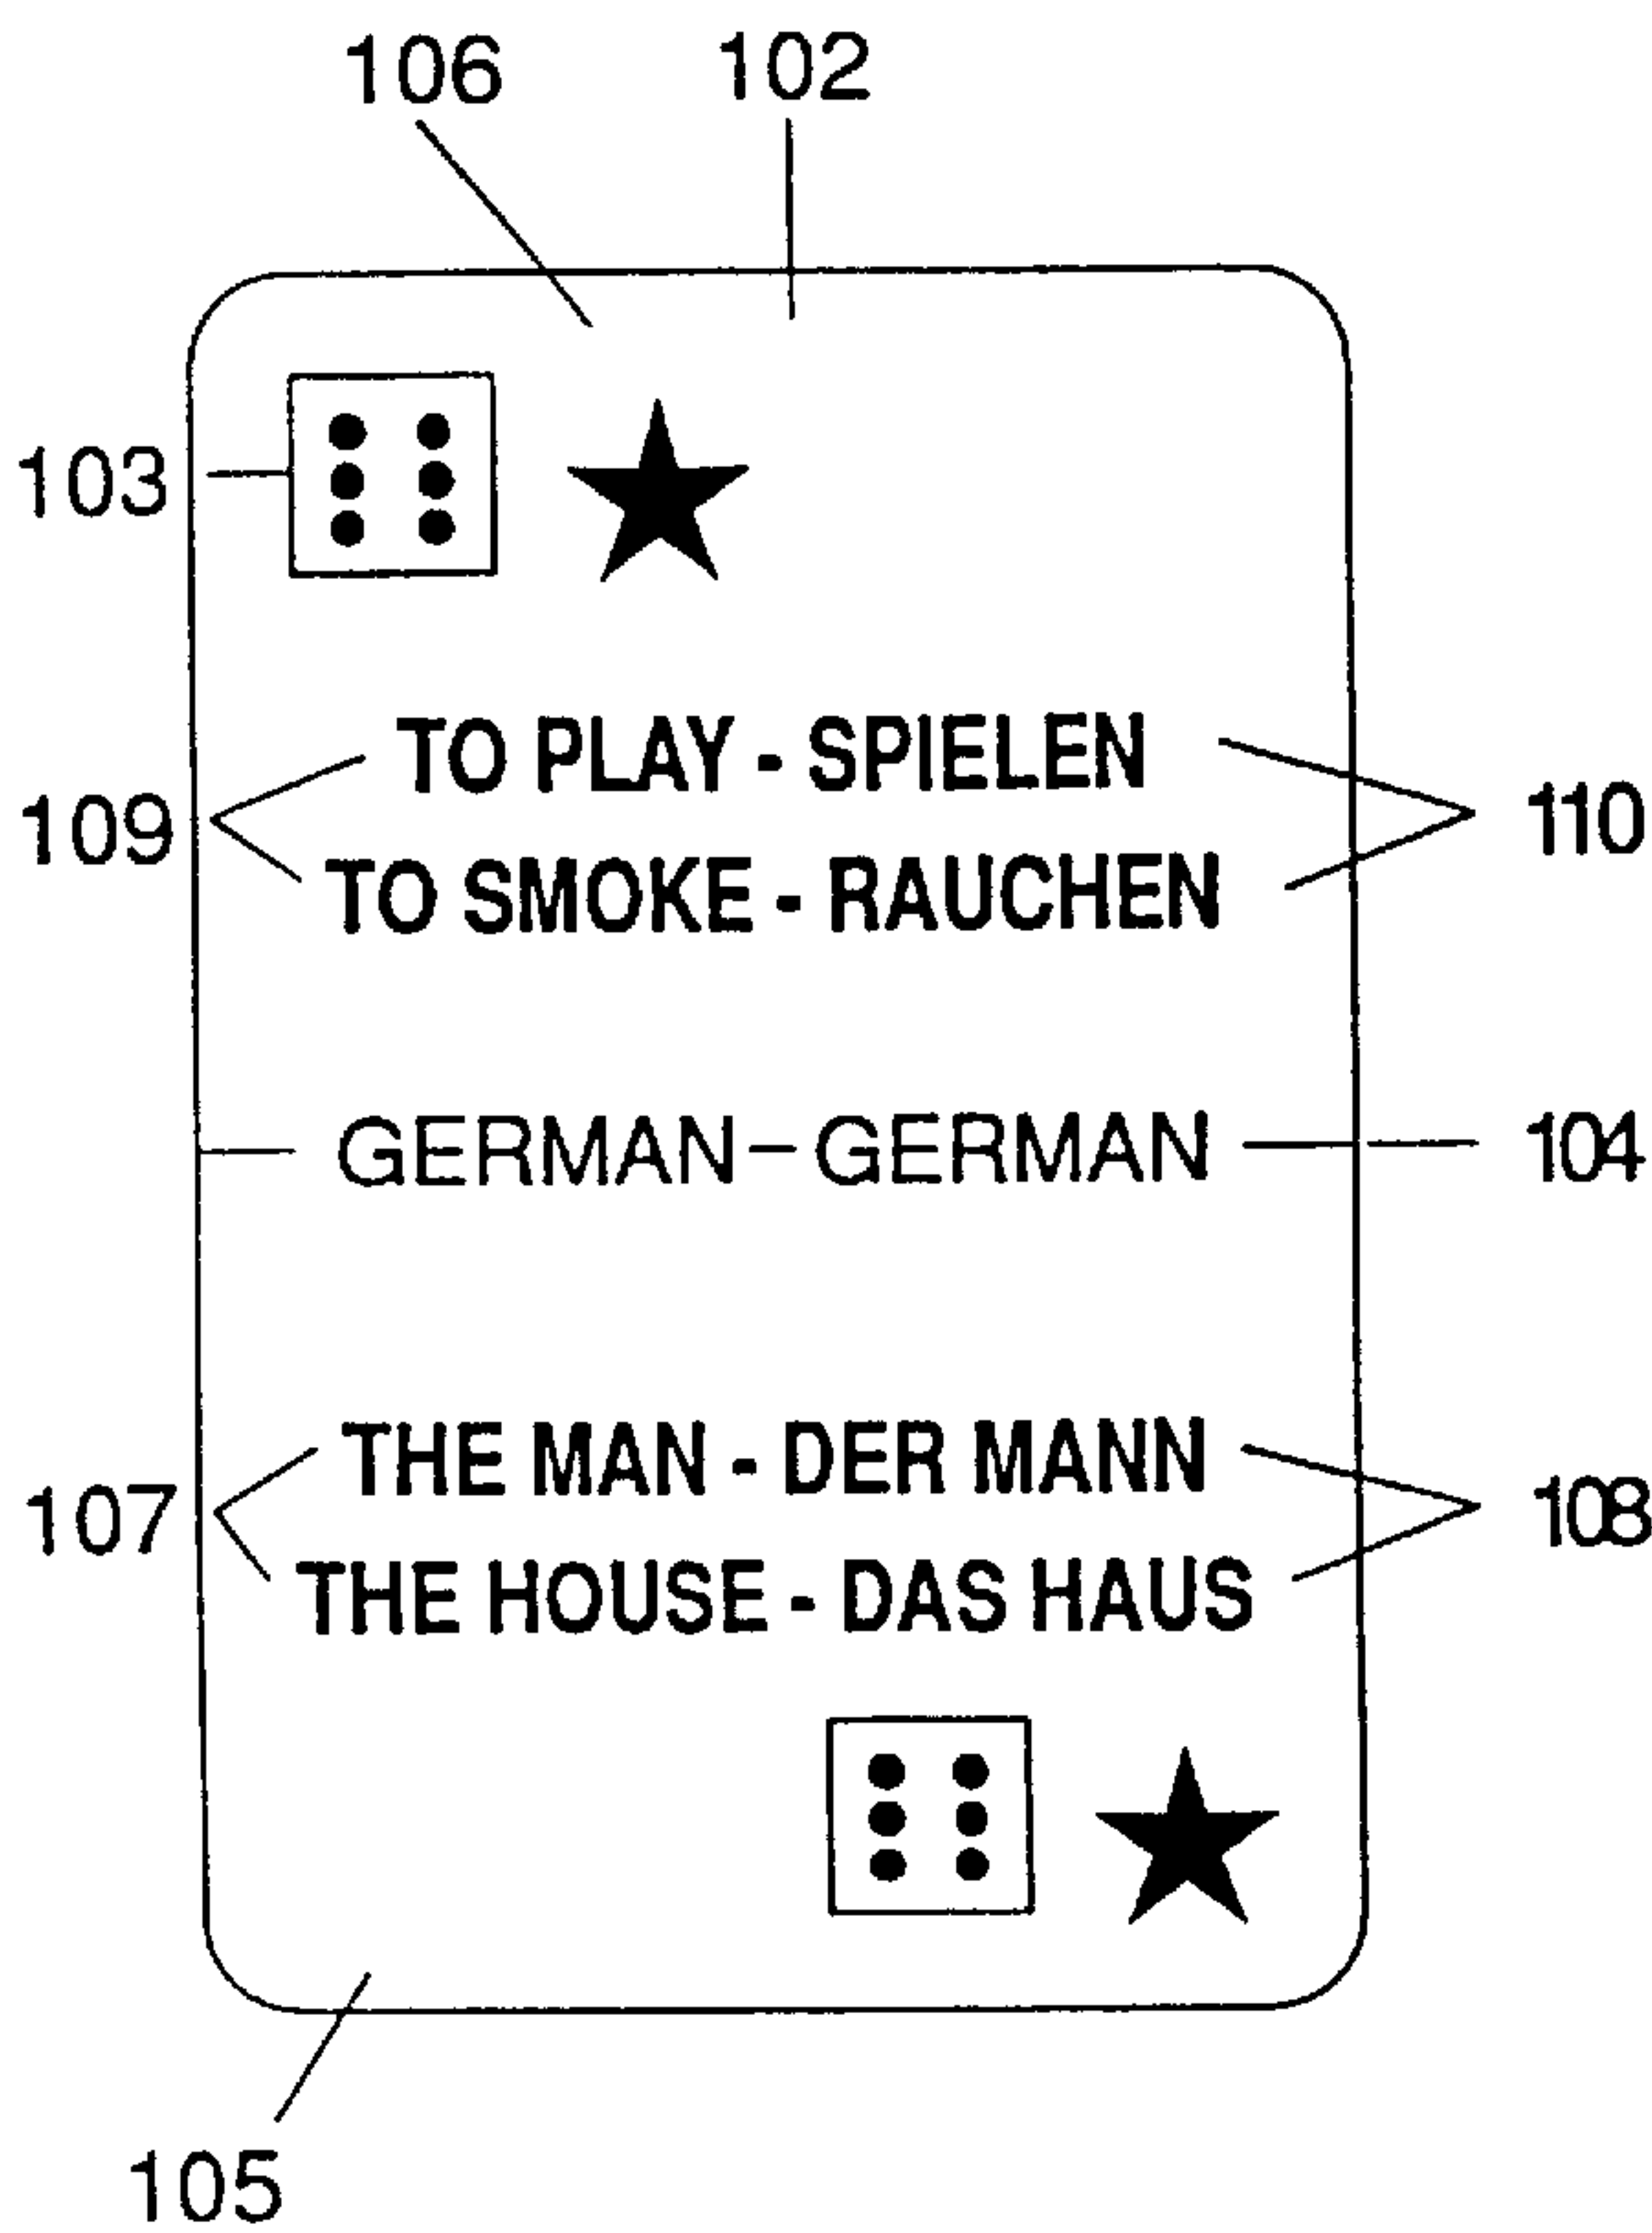 106 102
103
TO PLAY - SPIELEN
109 110
TO SMOKE - RAUCHEN
GERMAN—GERMAN 104
THE MAN - DER MANN
107 108
THE HOUSE - DAS HAUS
105